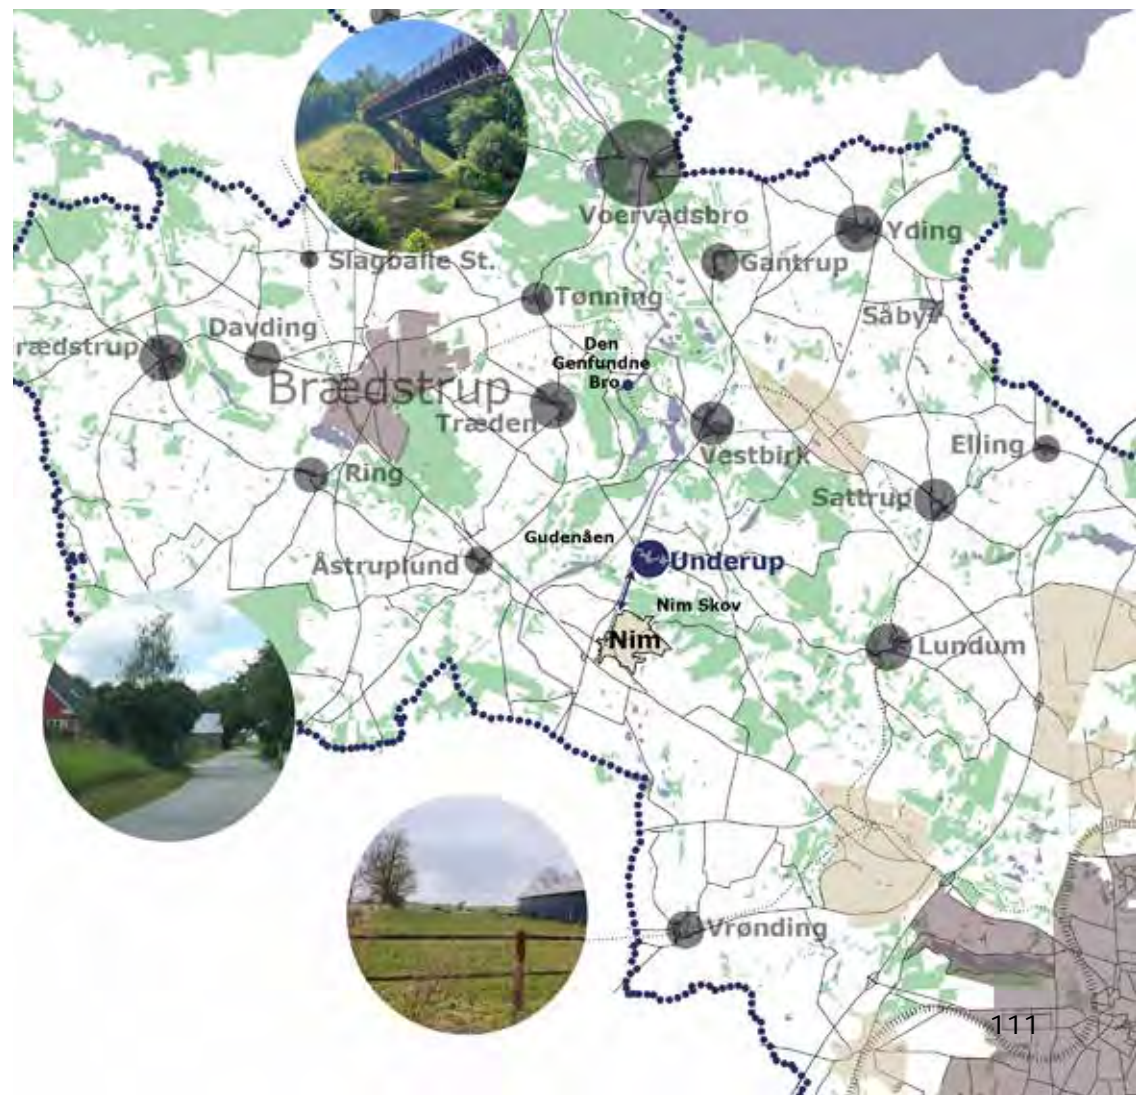 Voervadsbro
Yding
Slagballe St.
Gantrup
Tønning
Såby
Davding
rædstrup
Den
Genfundne
Bro
Brædstrup
Træden
Vestbirk
Elling
Ring
Sattrup
Gudenåen
Åstruplund
Underup
Nim Skov
Nim
Lundum
Vrønding
111